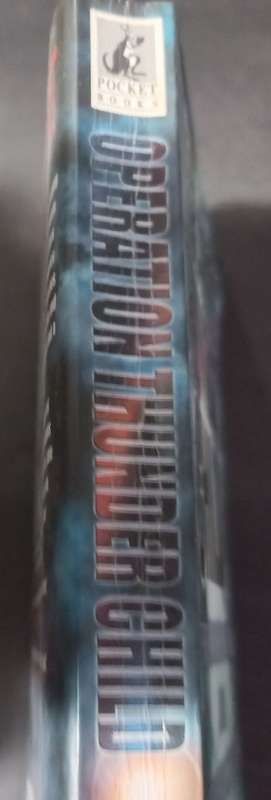 POCKET
BOOKS
OPERATION THUNDER CHILD